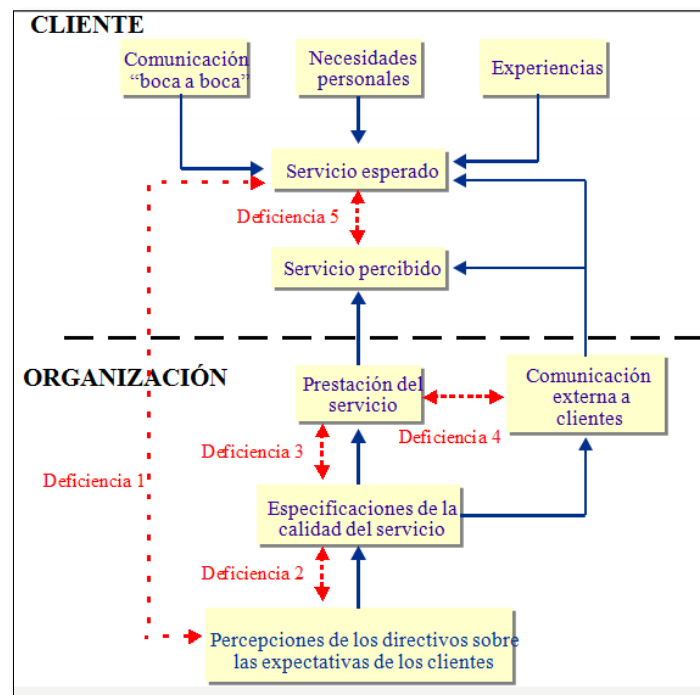 CLIENTE
Comunicación
“boca a boca”
Necesidades
personales
Experiencias
Servicio esperado
Deficiencia 5
Servicio percibido
ORGANIZACIÓN
Prestación del
servicio
Comunicación
externa a
clientes
Deficiencia 4
Deficiencia 3
Deficiencia 1
Especificaciones de la
calidad del servicio
Deficiencia 2
Percepciones de los directivos sobre
las expectativas de los clientes